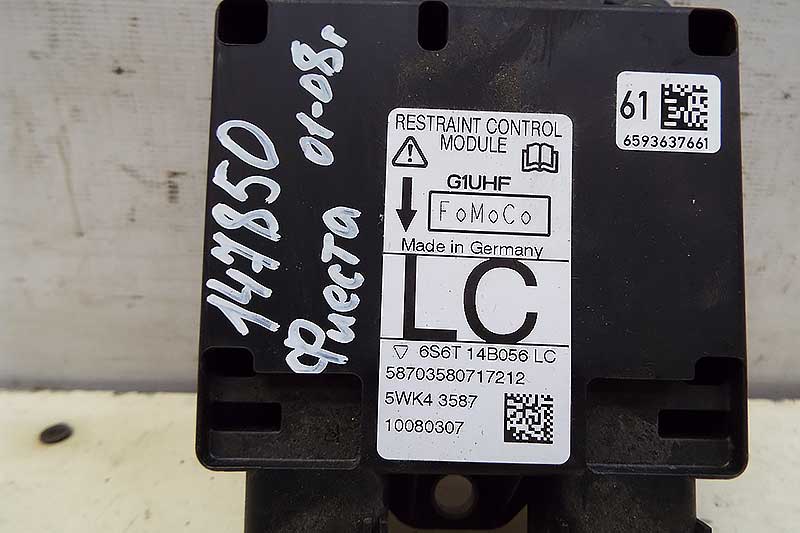 147850
Фиеста 01-08г
RESTRAINT CONTROL
MODULE
G1UHF
FoMoCo
Made in Germany
LC
6S6T 14B056 LC
58703580717212
5WK4 3587
10080307
61
6593637661